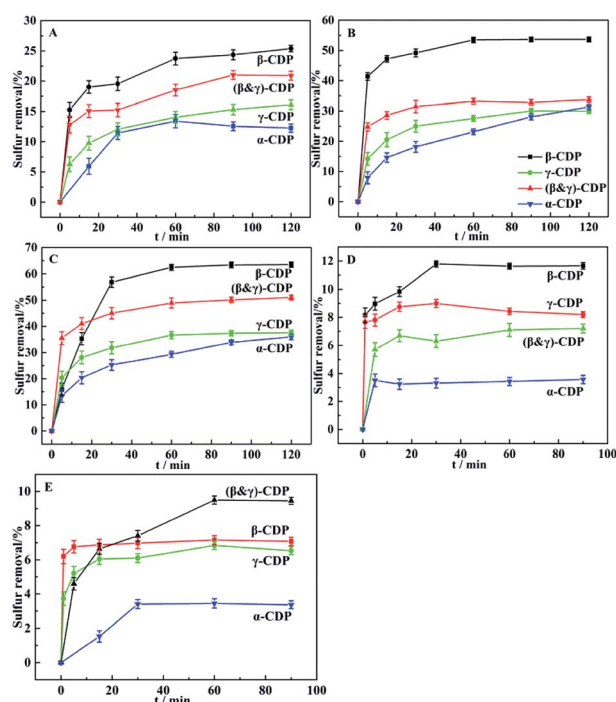 A
Sulfur removal/%
30
25
20
15
10
5
0
β-CDP
(β&γ)-CDP
γ-CDP
α-CDP
0 20 40 60 80 100 120
t / min
B
Sulfur removal/%
60
50
40
30
20
10
0
β-CDP
γ-CDP
(β&γ)-CDP
α-CDP
0 20 40 60 80 100 120
t / min
C
Sulfur removal/%
70
60
50
40
30
20
10
0
β-CDP
(β&γ)-CDP
γ-CDP
α-CDP
0 20 40 60 80 100 120
t / min
D
Sulfur removal/%
12
10
8
6
4
2
0
β-CDP
γ-CDP
(β&γ)-CDP
α-CDP
0 20 40 60 80 100
t / min
E
Sulfur removal/%
10
8
6
4
2
0
(β&γ)-CDP
β-CDP
γ-CDP
α-CDP
0 20 40 60 80 100
t / min